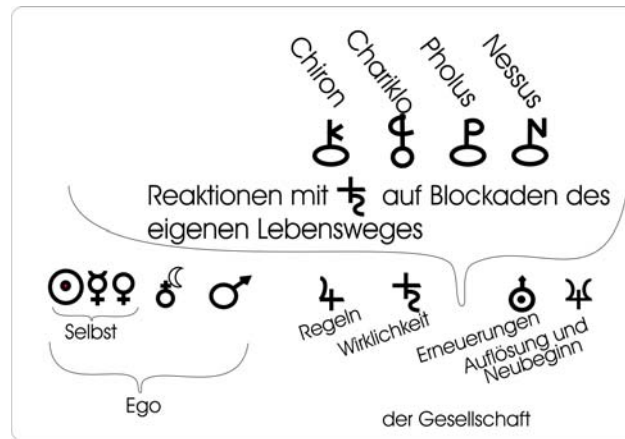 Chiron
Chariklo
Pholus
Nessus
Reaktionen mit ♄ auf Blockaden des
eigenen Lebensweges
Selbst
Ego
Regeln
Wirklichkeit
Erneuerungen
Auflösung und
Neubeginn
der Gesellschaft